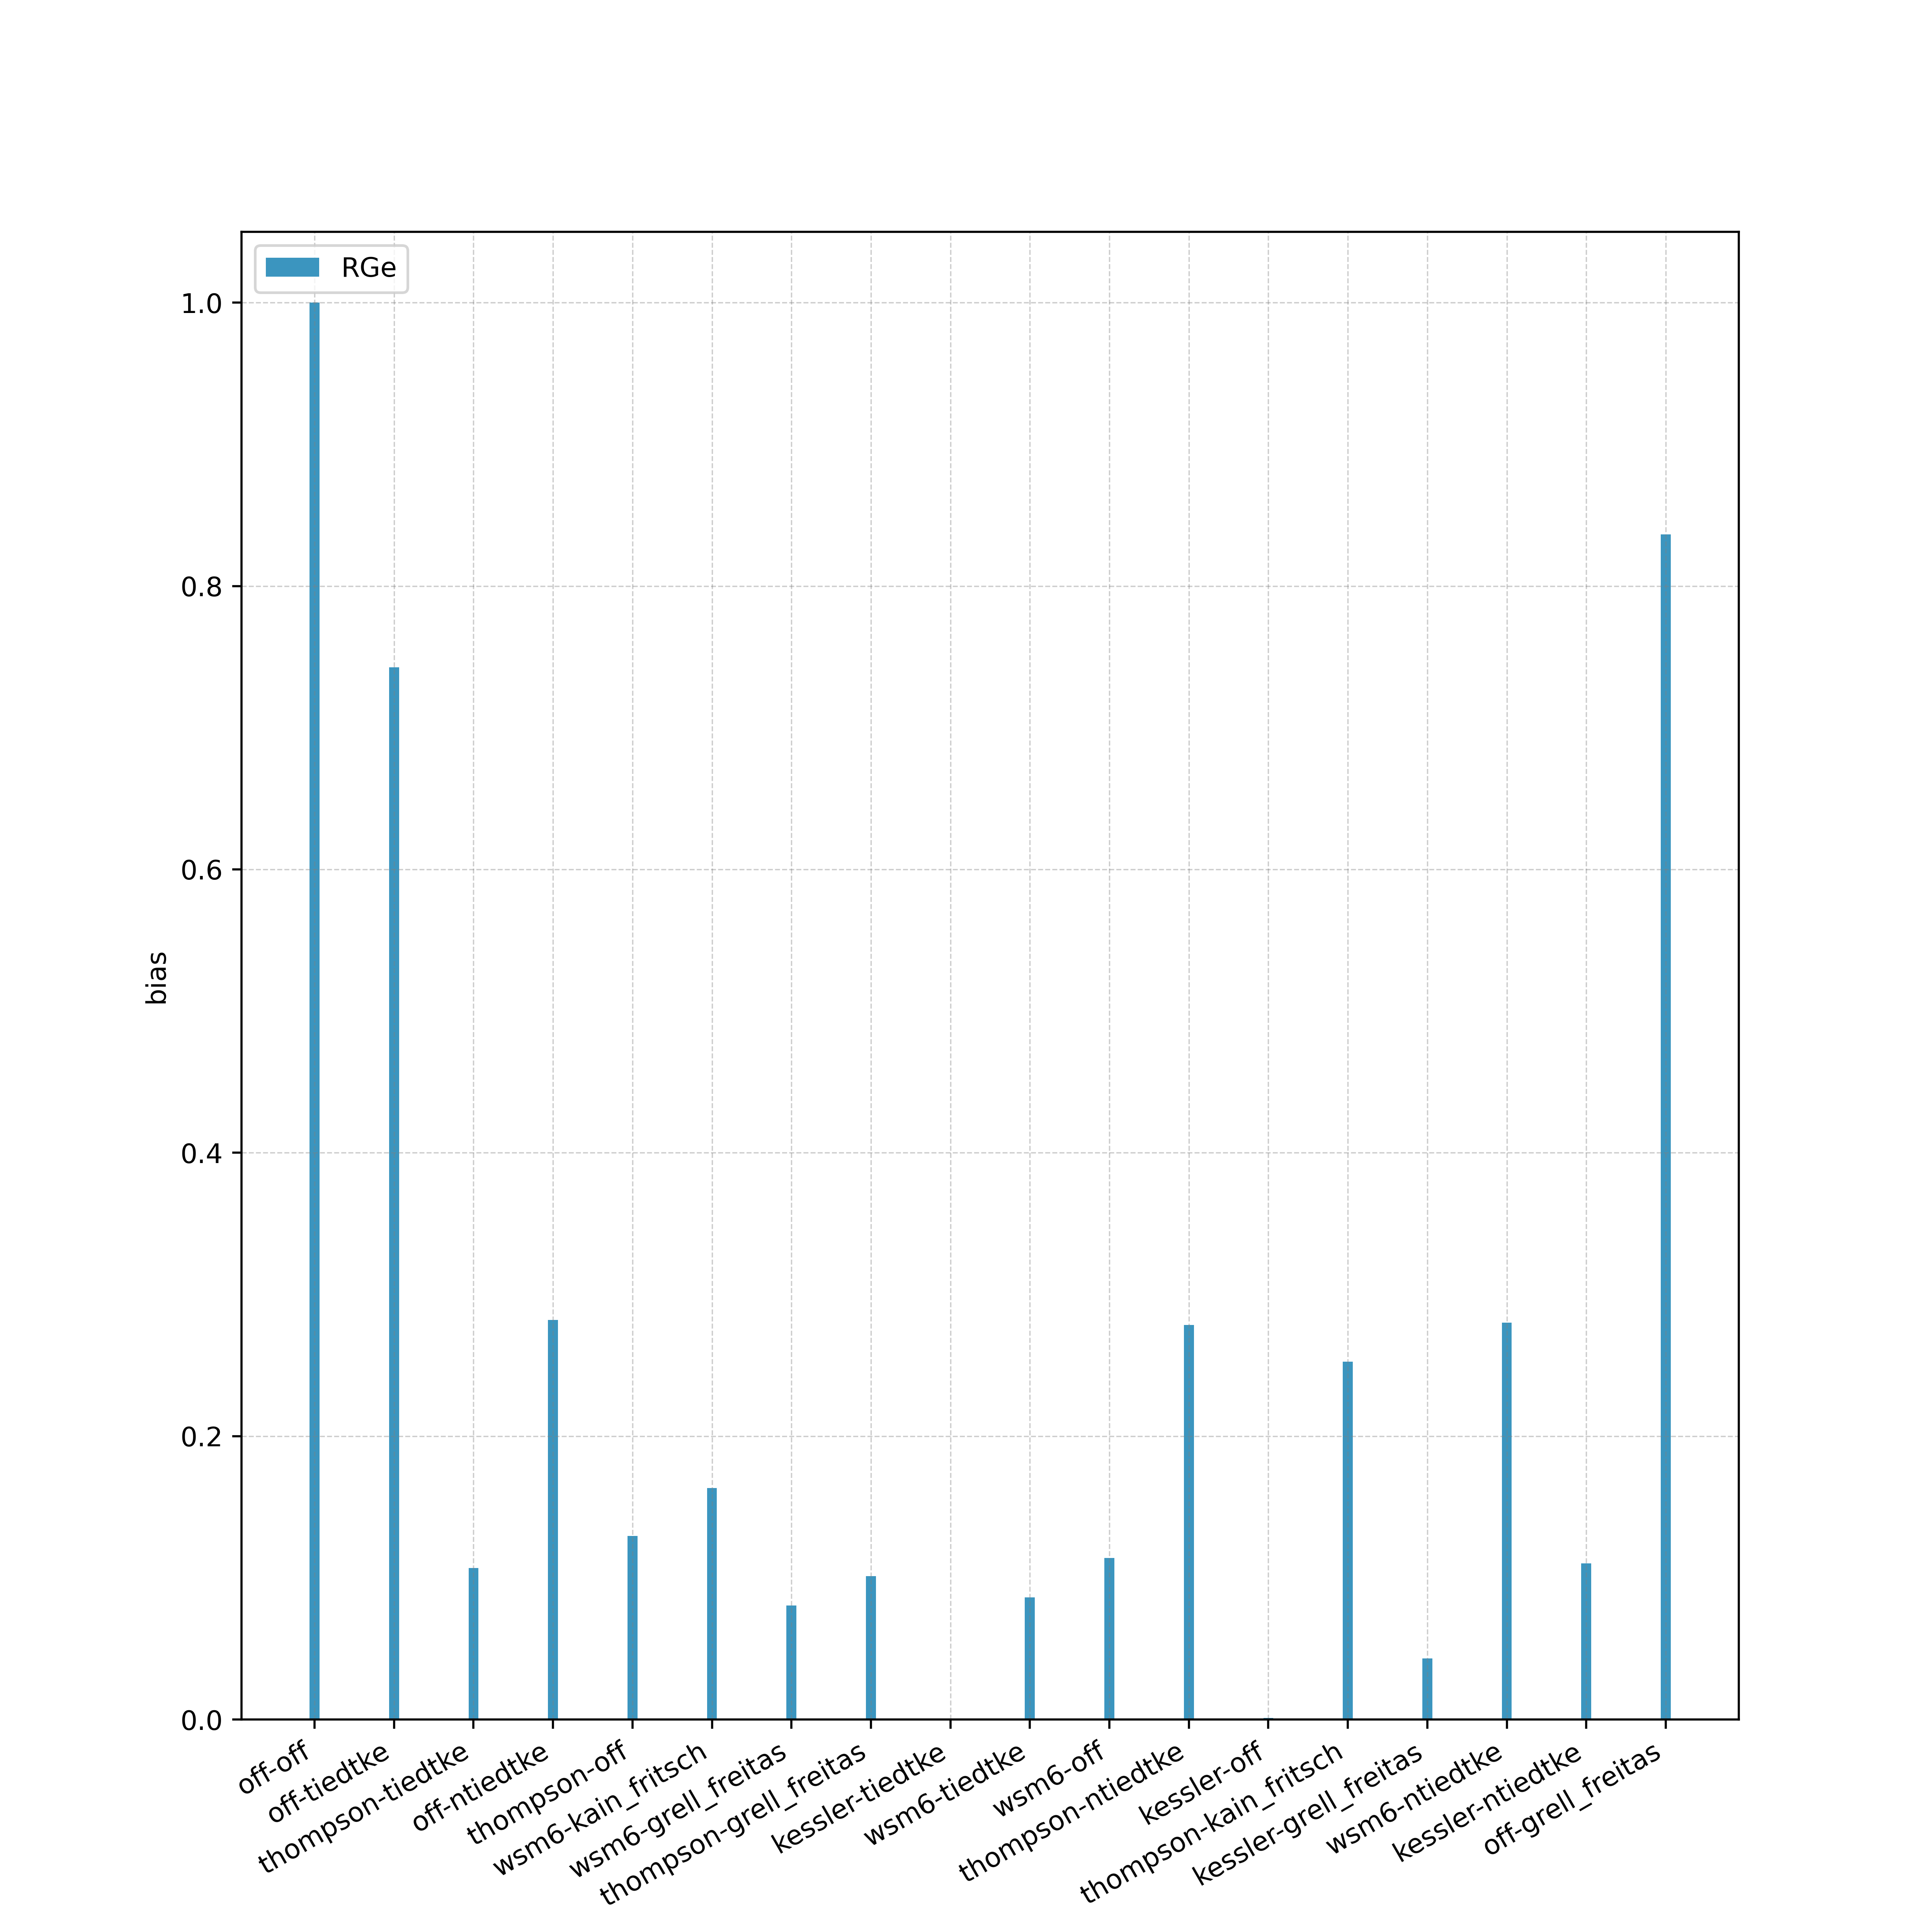 RGe
1.0
0.8
0.6
0.4
0.2
0.0
bias
off-off
off-tiedtke
thompson-tiedtke
off-ntiedtke
thompson-off
wsm6-kain_fritsch
wsm6-grell_freitas
thompson-grell_freitas
kessler-tiedtke
wsm6-tiedtke
wsm6-off
thompson-ntiedtke
kessler-off
thompson-kain_fritsch
kessler-grell_freitas
wsm6-ntiedtke
kessler-ntiedtke
off-grell_freitas